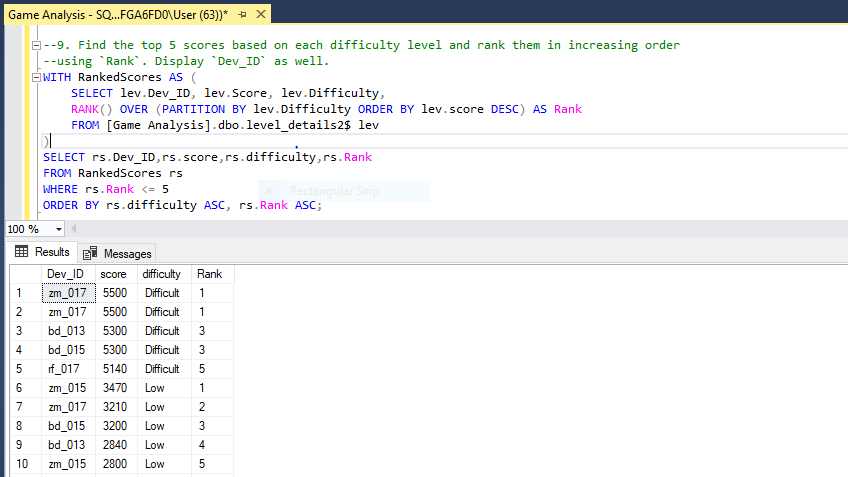 Game Analysis - SQ...FGA6FD0\User (63))*
--9. Find the top 5 scores based on each difficulty level and rank them in increasing order
--using `Rank`. Display `Dev_ID` as well.
WITH RankedScores AS (
SELECT lev.Dev_ID, lev.Score, lev.Difficulty,
RANK() OVER (PARTITION BY lev.Difficulty ORDER BY lev.score DESC) AS Rank
FROM [Game Analysis].dbo.level_details2$ lev
)
SELECT rs.Dev_ID,rs.score,rs.difficulty,rs.Rank
FROM RankedScores rs
WHERE rs.Rank <= 5
Rectangular Snip
ORDER BY rs.difficulty ASC, rs.Rank ASC;
100 %
Results Messages
Dev_ID score difficulty Rank
1 zm_017 5500 Difficult 1
2 zm_017 5500 Difficult 1
3 bd_013 5300 Difficult 3
4 bd_015 5300 Difficult 3
5 rf_017 5140 Difficult 5
6 zm_015 3470 Low 1
7 zm_017 3210 Low 2
8 bd_015 3200 Low 3
9 bd_013 2840 Low 4
10 zm_015 2800 Low 5